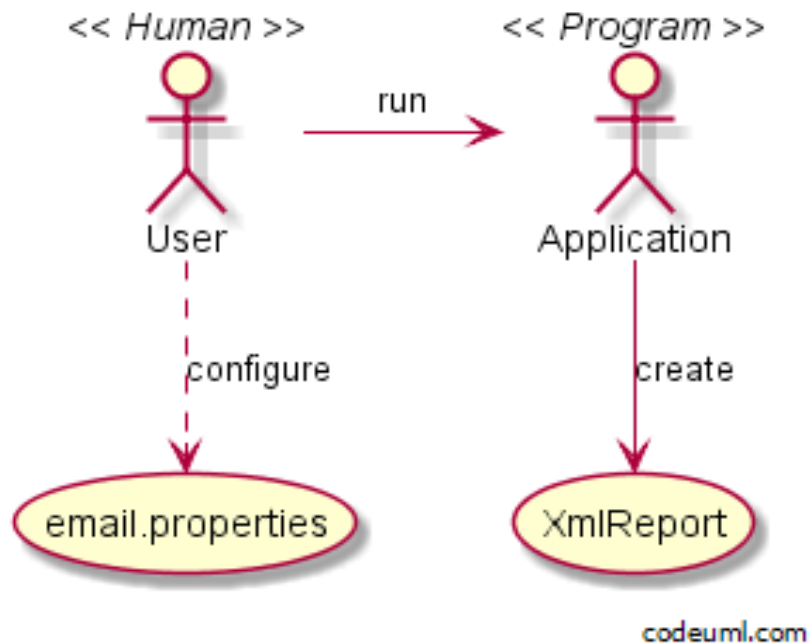 << Human >>
<< Program >>
run
User
Application
configure
create
email.properties
XmlReport
codeuml.com